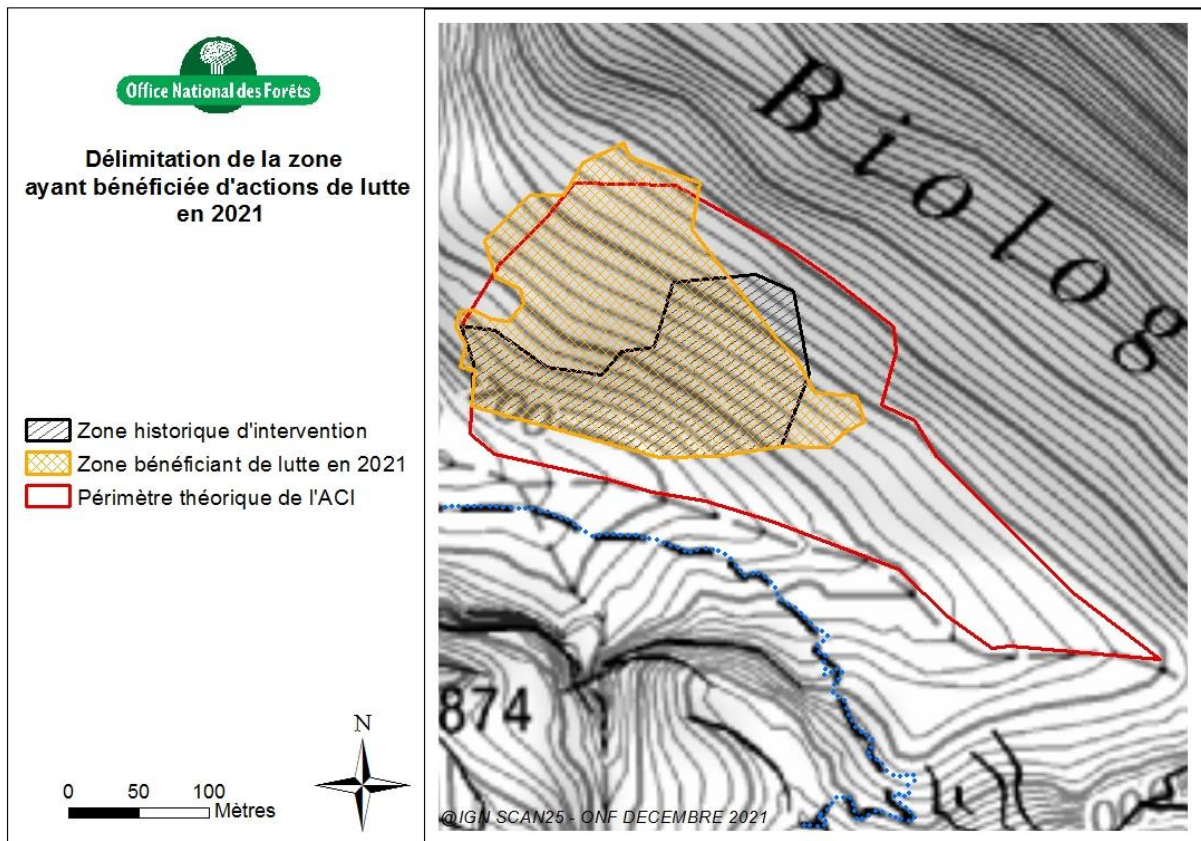 Office National des Forêts
Délimitation de la zone
ayant bénéficiée d'actions de lutte
en 2021
Zone historique d'intervention
Zone bénéficiant de lutte en 2021
Périmètre théorique de l'ACI
N
0 50 100
Mètres
Biolog
874
@IGN SCAN25 - ONF DECEMBRE 2021